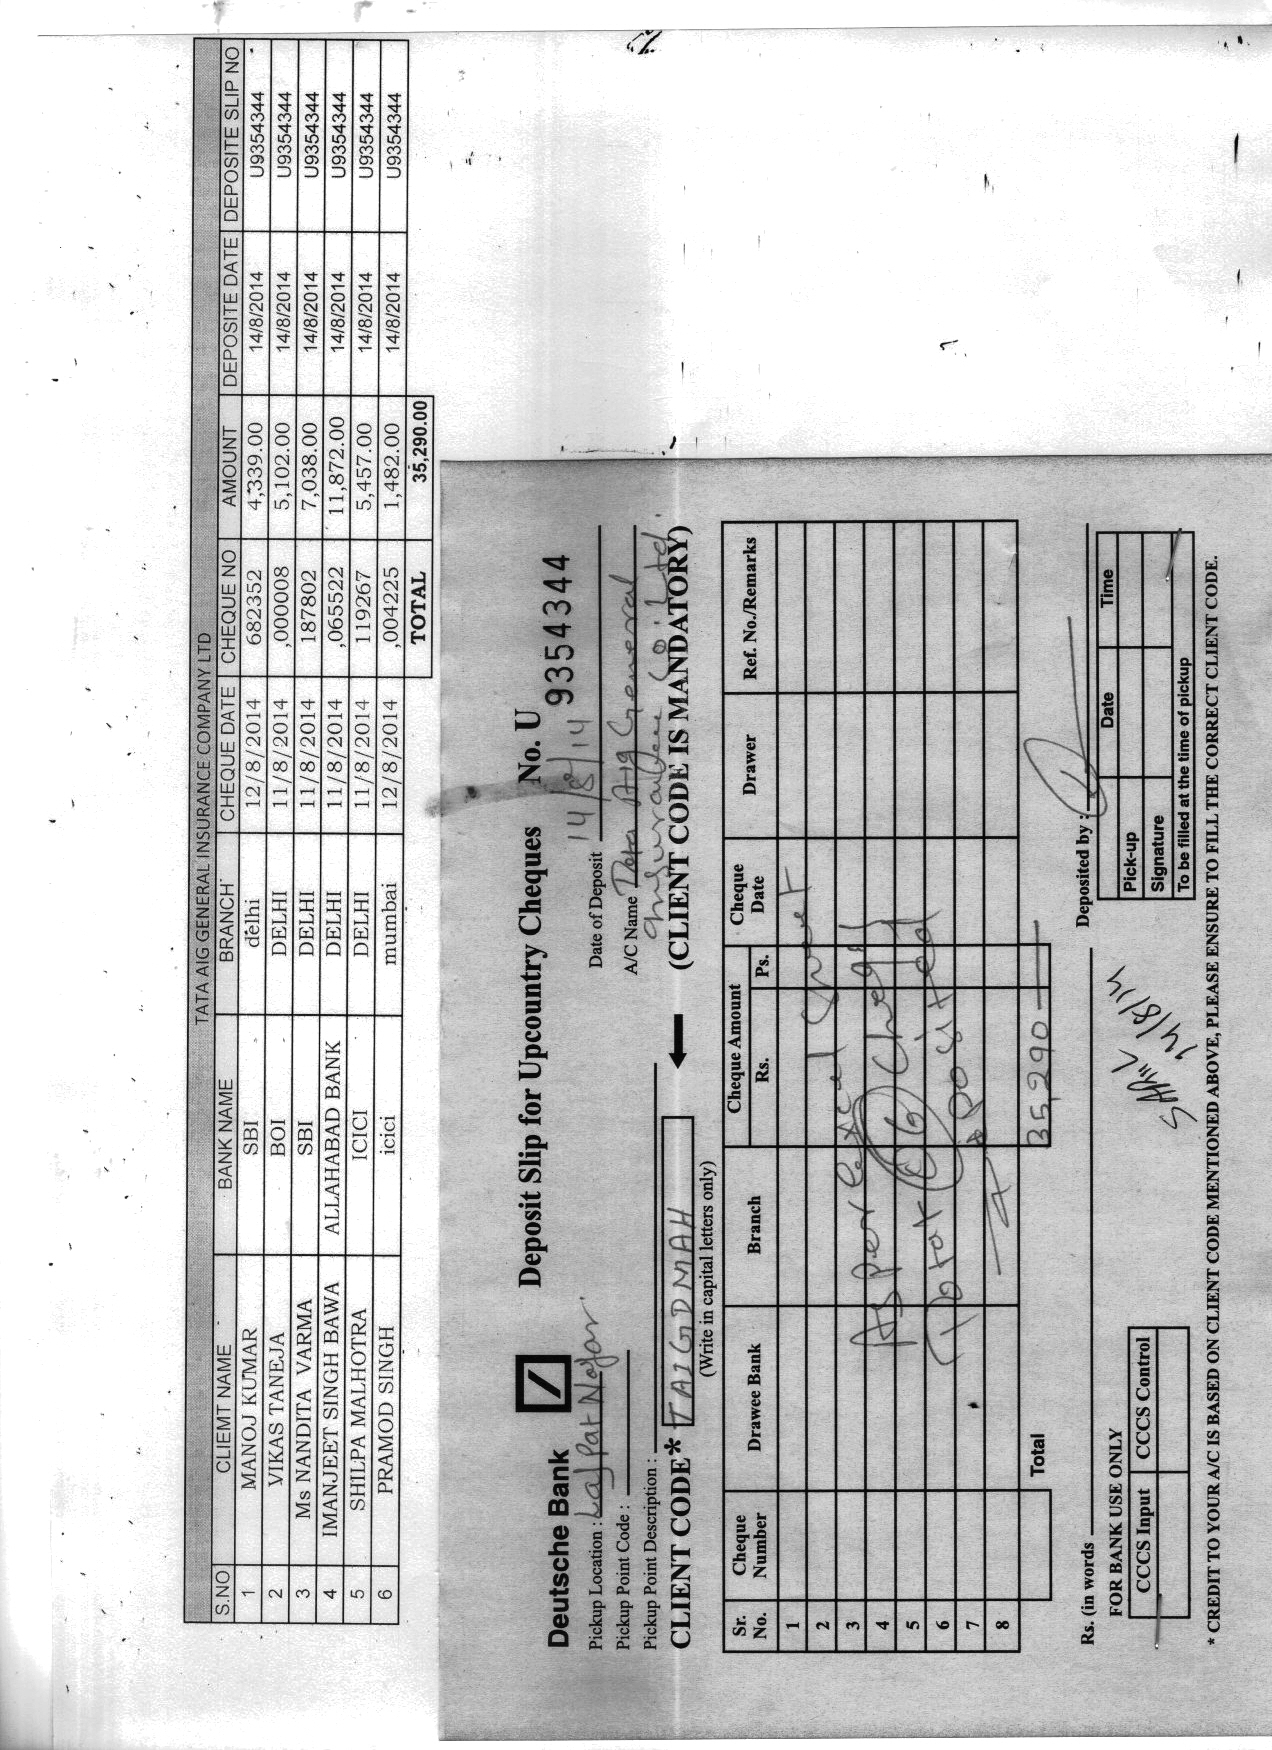 TATA AIG GENERAL INSURANCE COMPANY LTD
S.NO CLIEMT NAME BANK NAME BRANCH CHEQUE DATE CHEQUE NO AMOUNT DEPOSITE DATE DEPOSITE SLIP NO
1 MANOJ KUMAR SBI delhi 12/8/2014 682352 4,339.00 14/8/2014 U9354344
2 VIKAS TANEJA BOI DELHI 11/8/2014 ,000008 5,102.00 14/8/2014 U9354344
3 Ms NANDITA VARMA SBI DELHI 11/8/2014 187802 7,038.00 14/8/2014 U9354344
4 IMANJEET SINGH BAWA ALLAHABAD BANK DELHI 11/8/2014 ,065522 11,872.00 14/8/2014 U9354344
5 SHILPA MALHOTRA ICICI DELHI 11/8/2014 119267 5,457.00 14/8/2014 U9354344
6 PRAMOD SINGH icici mumbai 12/8/2014 ,004225 1,482.00 14/8/2014 U9354344
TOTAL 35,290.00
Deutsche Bank Deposit Slip for Upcountry Cheques No. U 9354344
Pickup Location : Lajpat Nagar. Date of Deposit 14/8/14
Pickup Point Code : A/C Name Tata AIG General
Pickup Point Description : Insurance Co. Ltd.
CLIENT CODE* TAIGDMAH (CLIENT CODE IS MANDATORY)
(Write in capital letters only)
Sr. No. Cheque Number Drawee Bank Branch Cheque Amount Rs. Ps. Cheque Date Drawer Ref. No./Remarks
1
2
3 As per Excel Sheet
4
5 Total 6 Chegs
6 deposited
7
8
Total 35,290
Rs. (in words Deposited by :
FOR BANK USE ONLY
CCCS Input CCCS Control
14/8/14
Pick-up Date Time
Signature
To be filled at the time of pickup
* CREDIT TO YOUR A/C IS BASED ON CLIENT CODE MENTIONED ABOVE, PLEASE ENSURE TO FILL THE CORRECT CLIENT CODE.